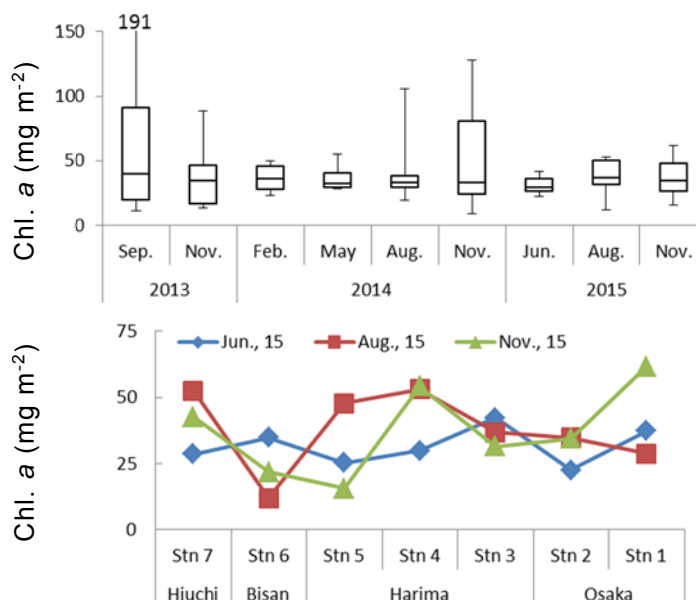 191
150
100
50
0
Chl. a (mg m-2)
Sep. Nov. Feb. May Aug. Nov. Jun. Aug. Nov.
2013 2014 2015
75
50
25
0
Chl. a (mg m-2)
Jun., 15 Aug., 15 Nov., 15
Stn 7 Stn 6 Stn 5 Stn 4 Stn 3 Stn 2 Stn 1
Hiuchi Bisan Harima Osaka